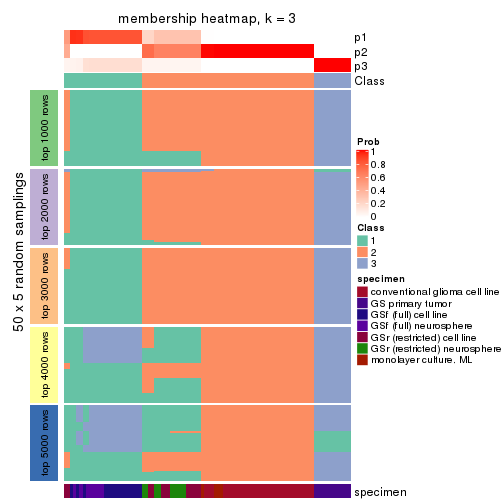 membership heatmap, k = 3
p1
p2
p3
Class
50 x 5 random samplings
top 1000 rows
top 2000 rows
top 3000 rows
top 4000 rows
top 5000 rows
specimen
Prob
1
0.8
0.6
0.4
0.2
0
Class
1
2
3
specimen
conventional glioma cell line
GS primary tumor
GSf (full) cell line
GSf (full) neurosphere
GSr (restricted) cell line
GSr (restricted) neurosphere
monolayer culture. ML